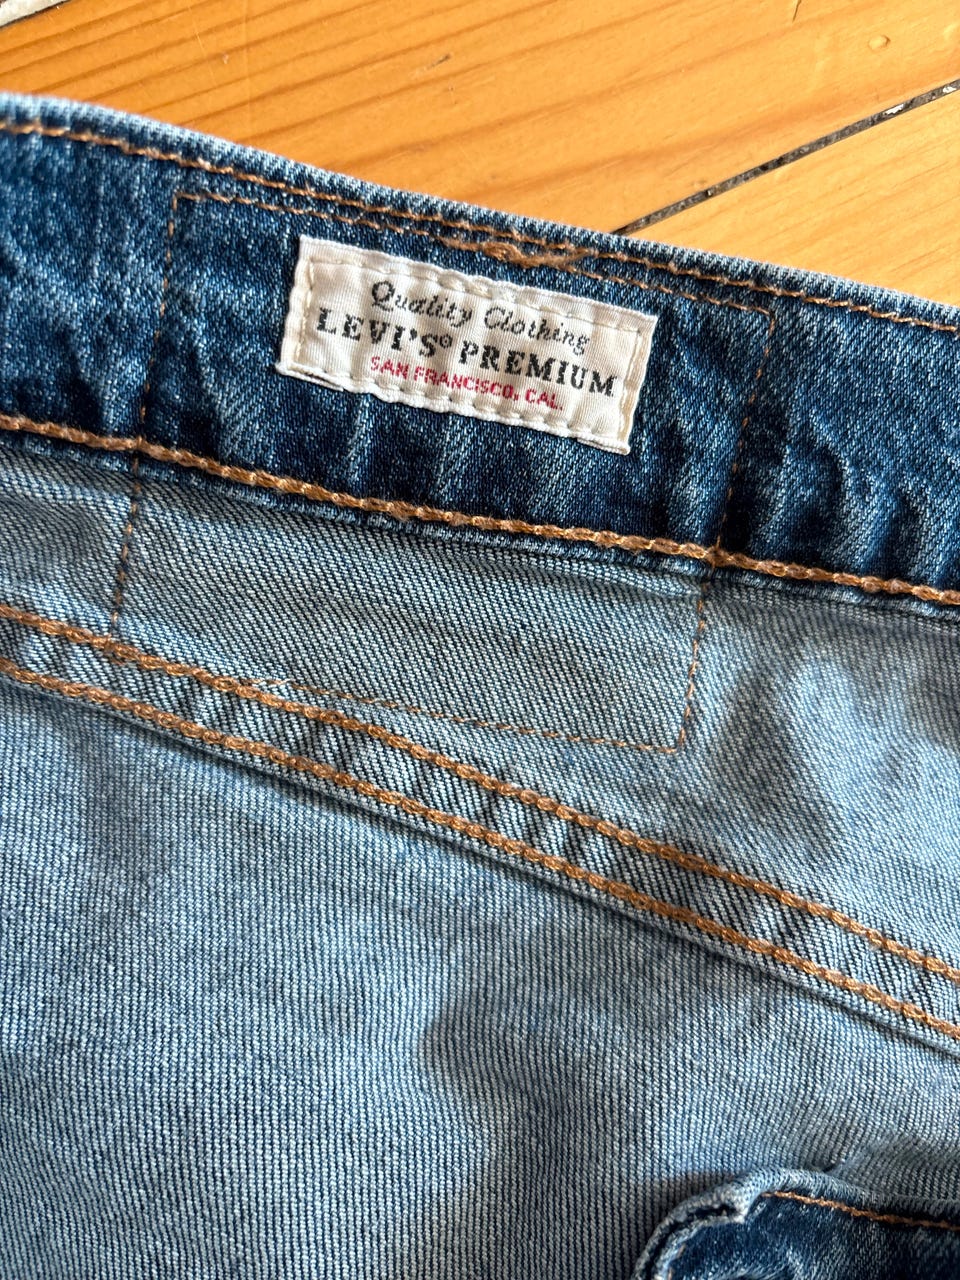 Quality Clothing
LEVI'S® PREMIUM
SAN FRANCISCO, CAL.